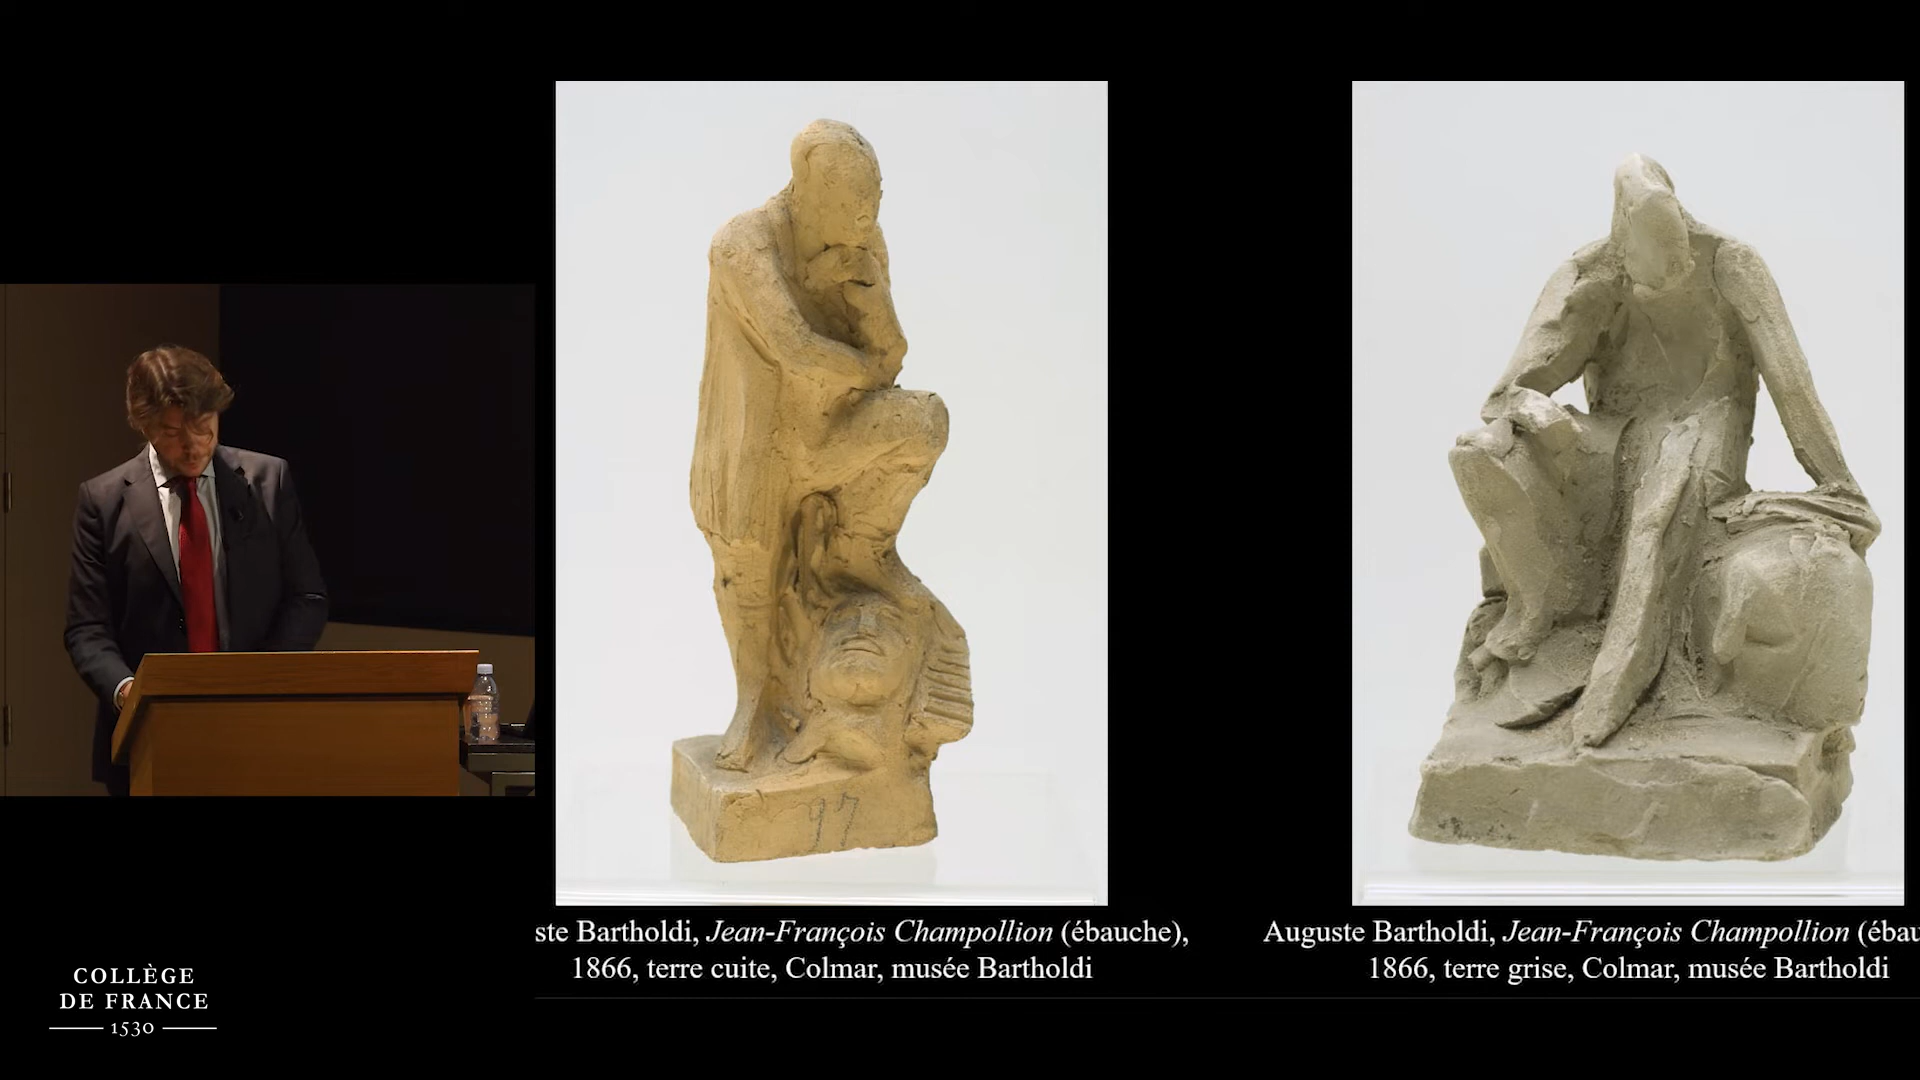 97
ste Bartholdi, Jean-François Champollion (ébauche),
1866, terre cuite, Colmar, musée Bartholdi
Auguste Bartholdi, Jean-François Champollion (ébau
1866, terre grise, Colmar, musée Bartholdi
COLLÈGE
DE FRANCE
1530